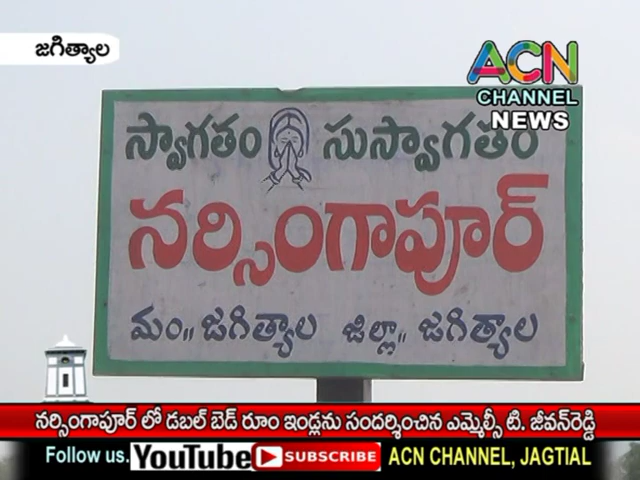 జగిత్యాల
ACN
CHANNEL
NEWS
స్వాగతం సుస్వాగతం
నర్సింగాపూర్
మం,, జగిత్యాల జిల్లా,, జగిత్యాల
నర్సింగాపూర్ లో డబల్ బెడ్ రూం ఇండ్లను సందర్శించిన ఎమ్మెల్సీ టి. జీవన్‌రెడ్డి
Follow us. YouTube SUBSCRIBE ACN CHANNEL, JAGTIAL